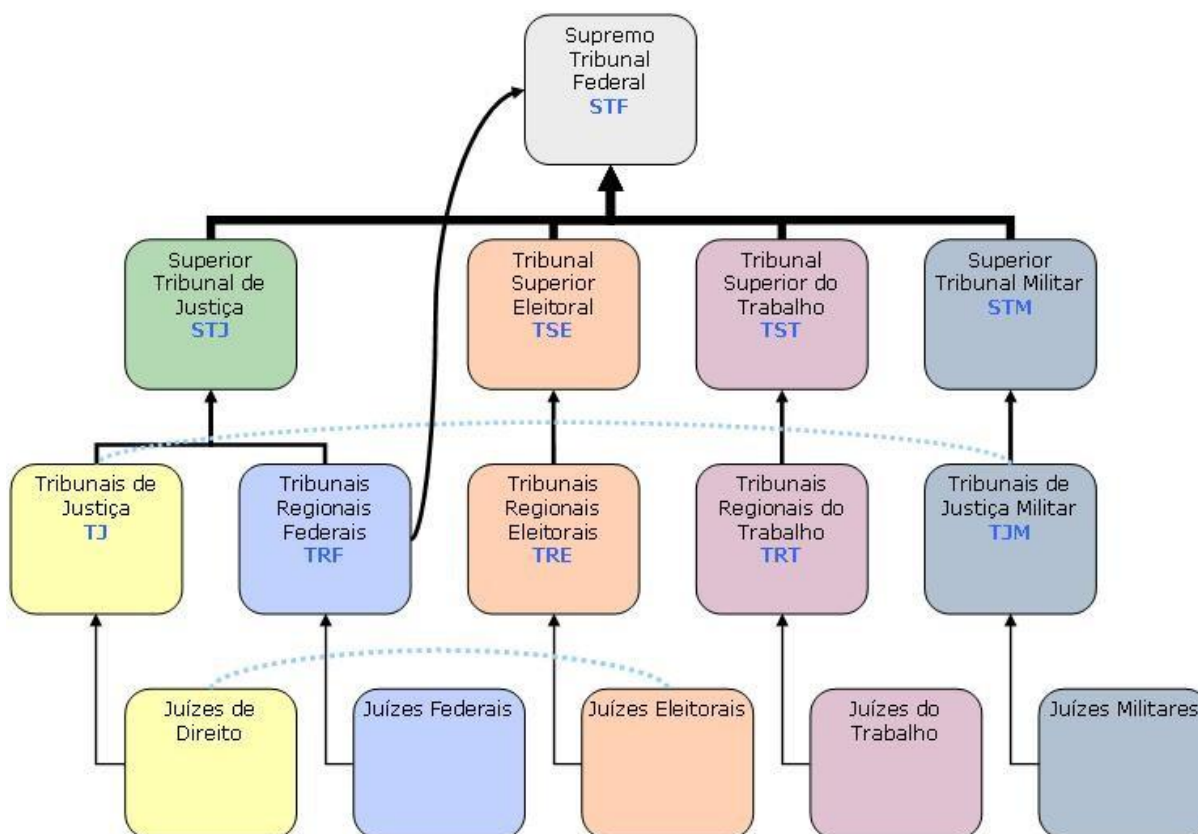 Supremo
Tribunal
Federal
STF
Superior
Tribunal de
Justiça
STJ
Tribunal
Superior
Eleitoral
TSE
Tribunal
Superior do
Trabalho
TST
Superior
Tribunal Militar
STM
Tribunais de
Justiça
TJ
Tribunais
Regionais
Federais
TRF
Tribunais
Regionais
Eleitorais
TRE
Tribunais
Regionais do
Trabalho
TRT
Tribunais de
Justiça Militar
TJM
Juízes de
Direito
Juízes Federais
Juízes Eleitorais
Juízes do
Trabalho
Juízes Militares